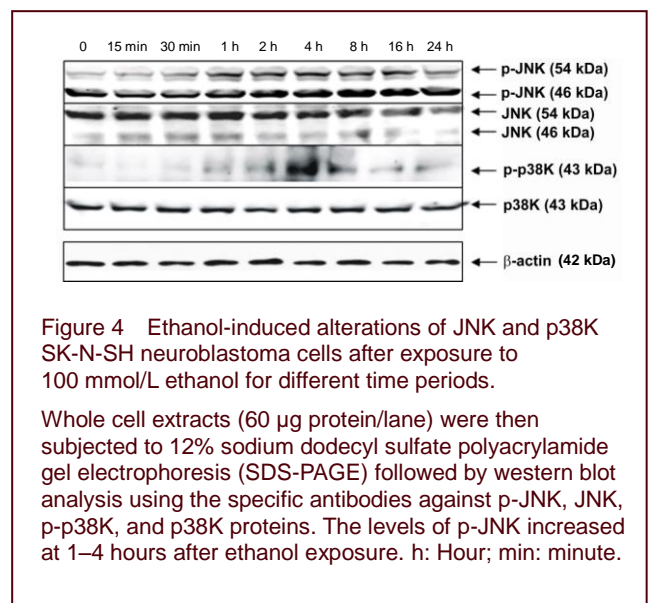 0 15 min 30 min 1 h 2 h 4 h 8 h 16 h 24 h
p-JNK (54 kDa)
p-JNK (46 kDa)
JNK (54 kDa)
JNK (46 kDa)
p-p38K (43 kDa)
p38K (43 kDa)
β-actin (42 kDa)
Figure 4 Ethanol-induced alterations of JNK and p38K
SK-N-SH neuroblastoma cells after exposure to
100 mmol/L ethanol for different time periods.
Whole cell extracts (60 μg protein/lane) were then
subjected to 12% sodium dodecyl sulfate polyacrylamide
gel electrophoresis (SDS-PAGE) followed by western blot
analysis using the specific antibodies against p-JNK, JNK,
p-p38K, and p38K proteins. The levels of p-JNK increased
at 1–4 hours after ethanol exposure. h: Hour; min: minute.